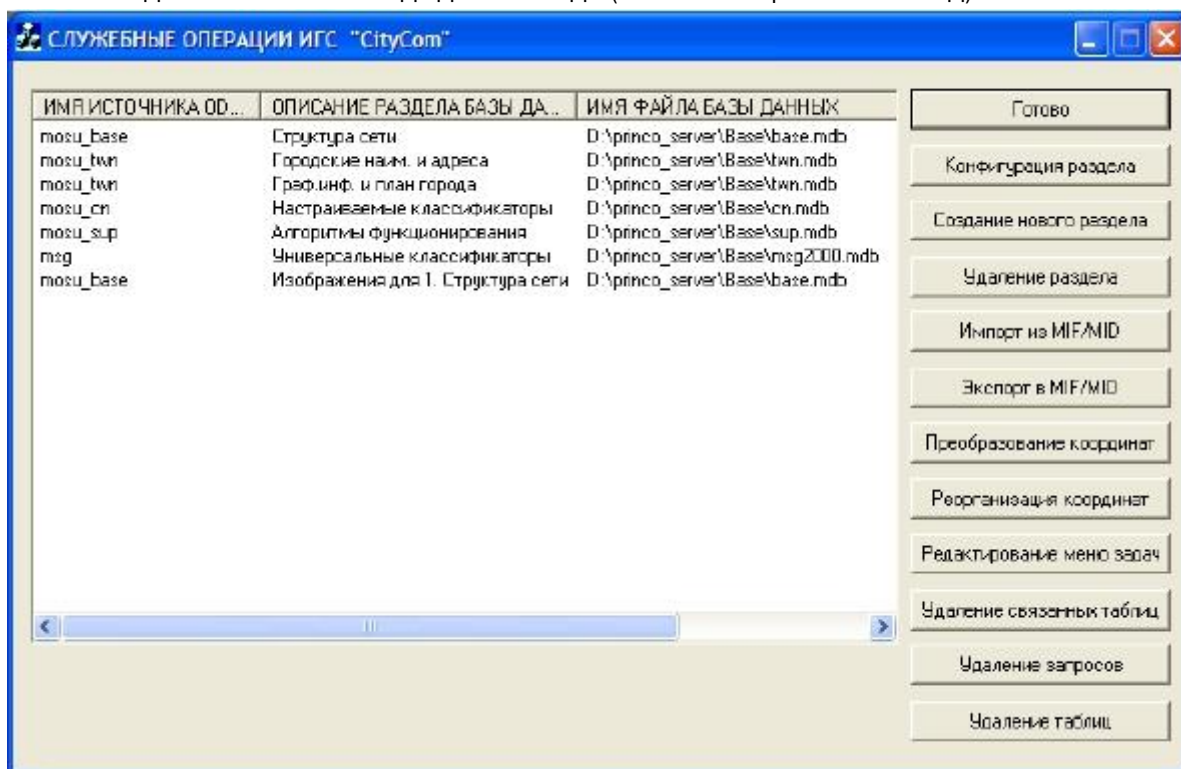 СЛУЖЕБНЫЕ ОПЕРАЦИИ ИГС "CityCom"
ИМЯ ИСТОЧНИКА OD... ОПИСАНИЕ РАЗДЕЛА БАЗЫ ДА... ИМЯ ФАЙЛА БАЗЫ ДАННЫХ
mosu_base Структура сети D:\princo_server\Base\base.mdb
mosu_twn Городские наим. и адреса D:\princo_server\Base\twn.mdb
mosu_twn Граф.инф. и план города D:\princo_server\Base\twn.mdb
mosu_cn Настраиваемые классификаторы D:\princo_server\Base\cn.mdb
mosu_sup Алгоритмы функционирования D:\princo_server\Base\sup.mdb
msg Универсальные классификаторы D:\princo_server\Base\msg2000.mdb
mosu_base Изображения для 1. Структура сети D:\princo_server\Base\base.mdb
Готово
Конфигурация раздела
Создание нового раздела
Удаление раздела
Импорт из MIF/MID
Экспорт в MIF/MID
Преобразование координат
Реорганизация координат
Редактирование меню задач
Удаление связанных таблиц
Удаление запросов
Удаление таблиц